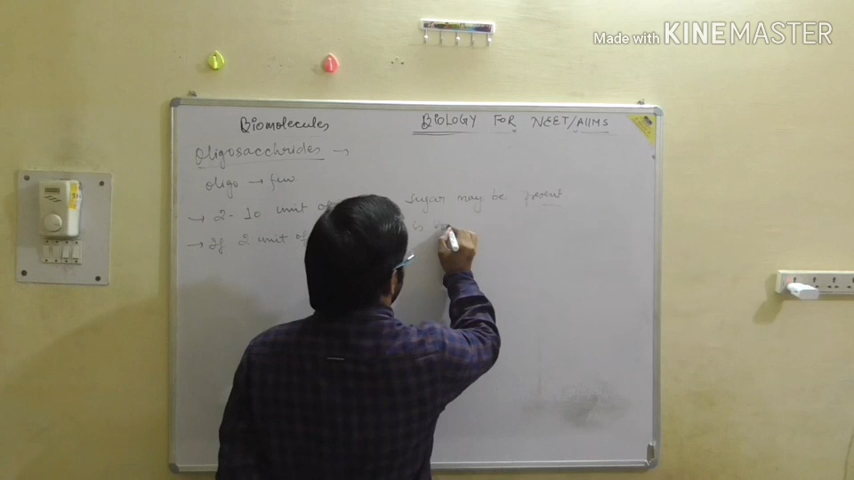 Made with KINEMASTER
Biomolecules
BIOLOGY FOR NEET/AIIMS
Oligosacchrides →
oligo → few
→ 2-10 unit of sugar may be present
→ If 2 unit of is